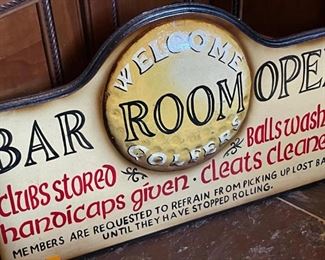 WELCOME
BAR ROOM OPE
GOLFERS
clubs stored Balls wash
handicaps given · cleats cleane
MEMBERS ARE REQUESTED TO REFRAIN FROM PICKING UP LOST BA
UNTIL THEY HAVE STOPPED ROLLING.